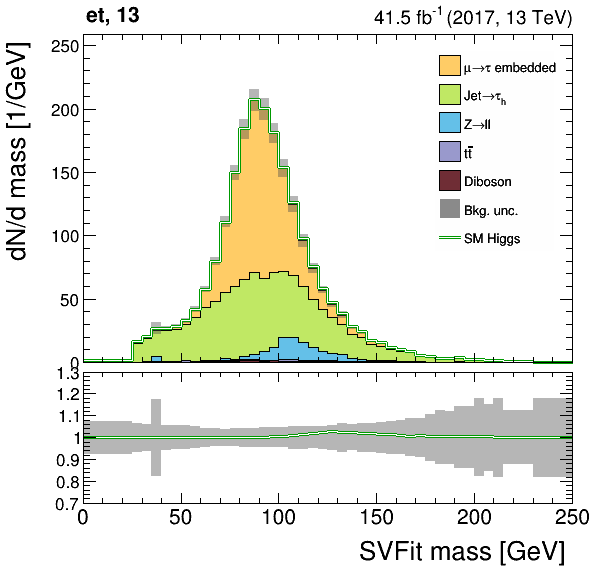 et, 13
41.5 fb⁻¹ (2017, 13 TeV)
dN/d mass [1/GeV]
250
200
150
100
50
0
μ→τ embedded
Jet→τₕ
Z→ll
tt̅
Diboson
Bkg. unc.
SM Higgs
1.3
1.2
1.1
1
0.9
0.8
0.7
0 50 100 150 200 250
SVFit mass [GeV]